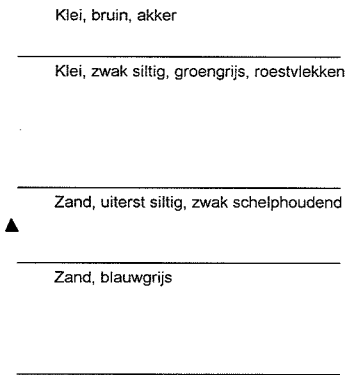 Klei, bruin, akker
Klei, zwak siltig, groengrijs, roestvlekken
Zand, uiterst siltig, zwak schelphoudend
Zand, blauwgrijs